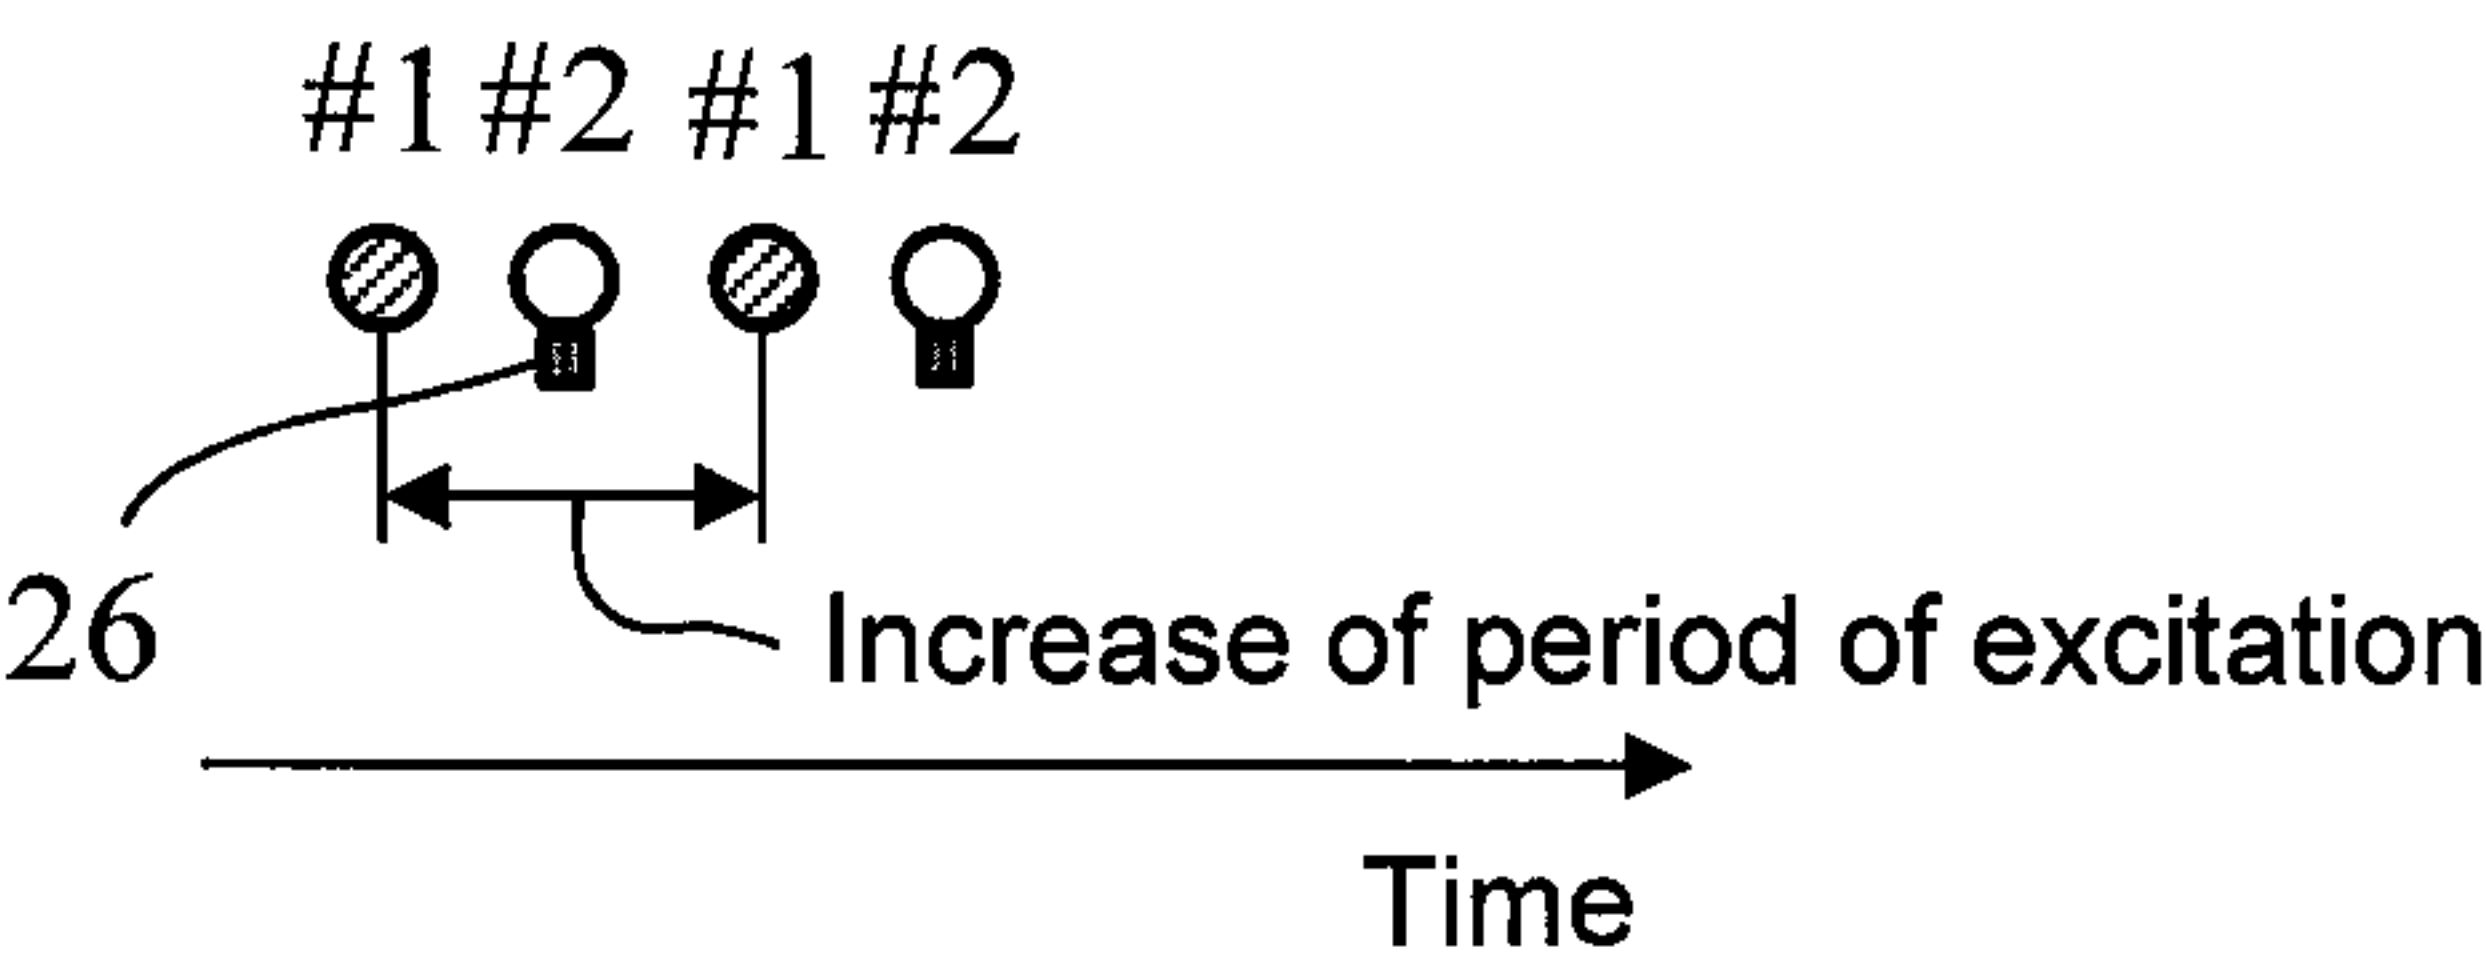 #1 #2 #1 #2
26
Increase of period of excitation
Time